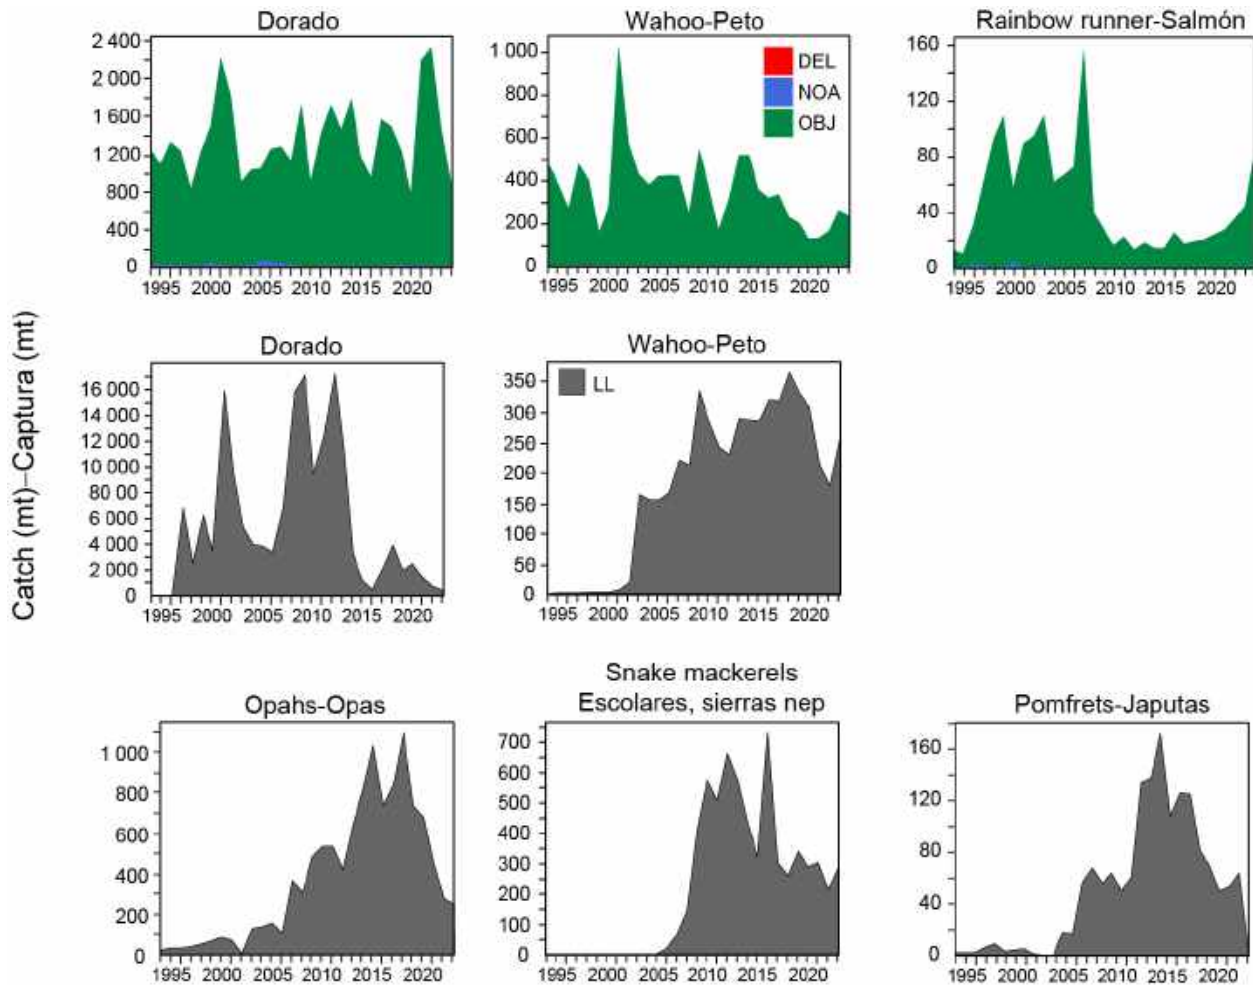 Dorado
2 400
2 000
1 600
1 200
800
400
0
1995 2000 2005 2010 2015 2020
Wahoo-Peto
1 000
800
600
400
200
0
DEL
NOA
OBJ
1995 2000 2005 2010 2015 2020
Rainbow runner-Salmón
160
120
80
40
0
1995 2000 2005 2010 2015 2020
Catch (mt)–Captura (mt)
Dorado
16 000
14 000
12 000
10 000
8 000
6 000
4 000
2 000
0
1995 2000 2005 2010 2015 2020
Wahoo-Peto
LL
350
300
250
200
150
100
50
0
1995 2000 2005 2010 2015 2020
Opahs-Opas
1 000
800
600
400
200
0
1995 2000 2005 2010 2015 2020
Snake mackerels
Escolares, sierras nep
700
600
500
400
300
200
100
0
1995 2000 2005 2010 2015 2020
Pomfrets-Japutas
160
120
80
40
0
1995 2000 2005 2010 2015 2020